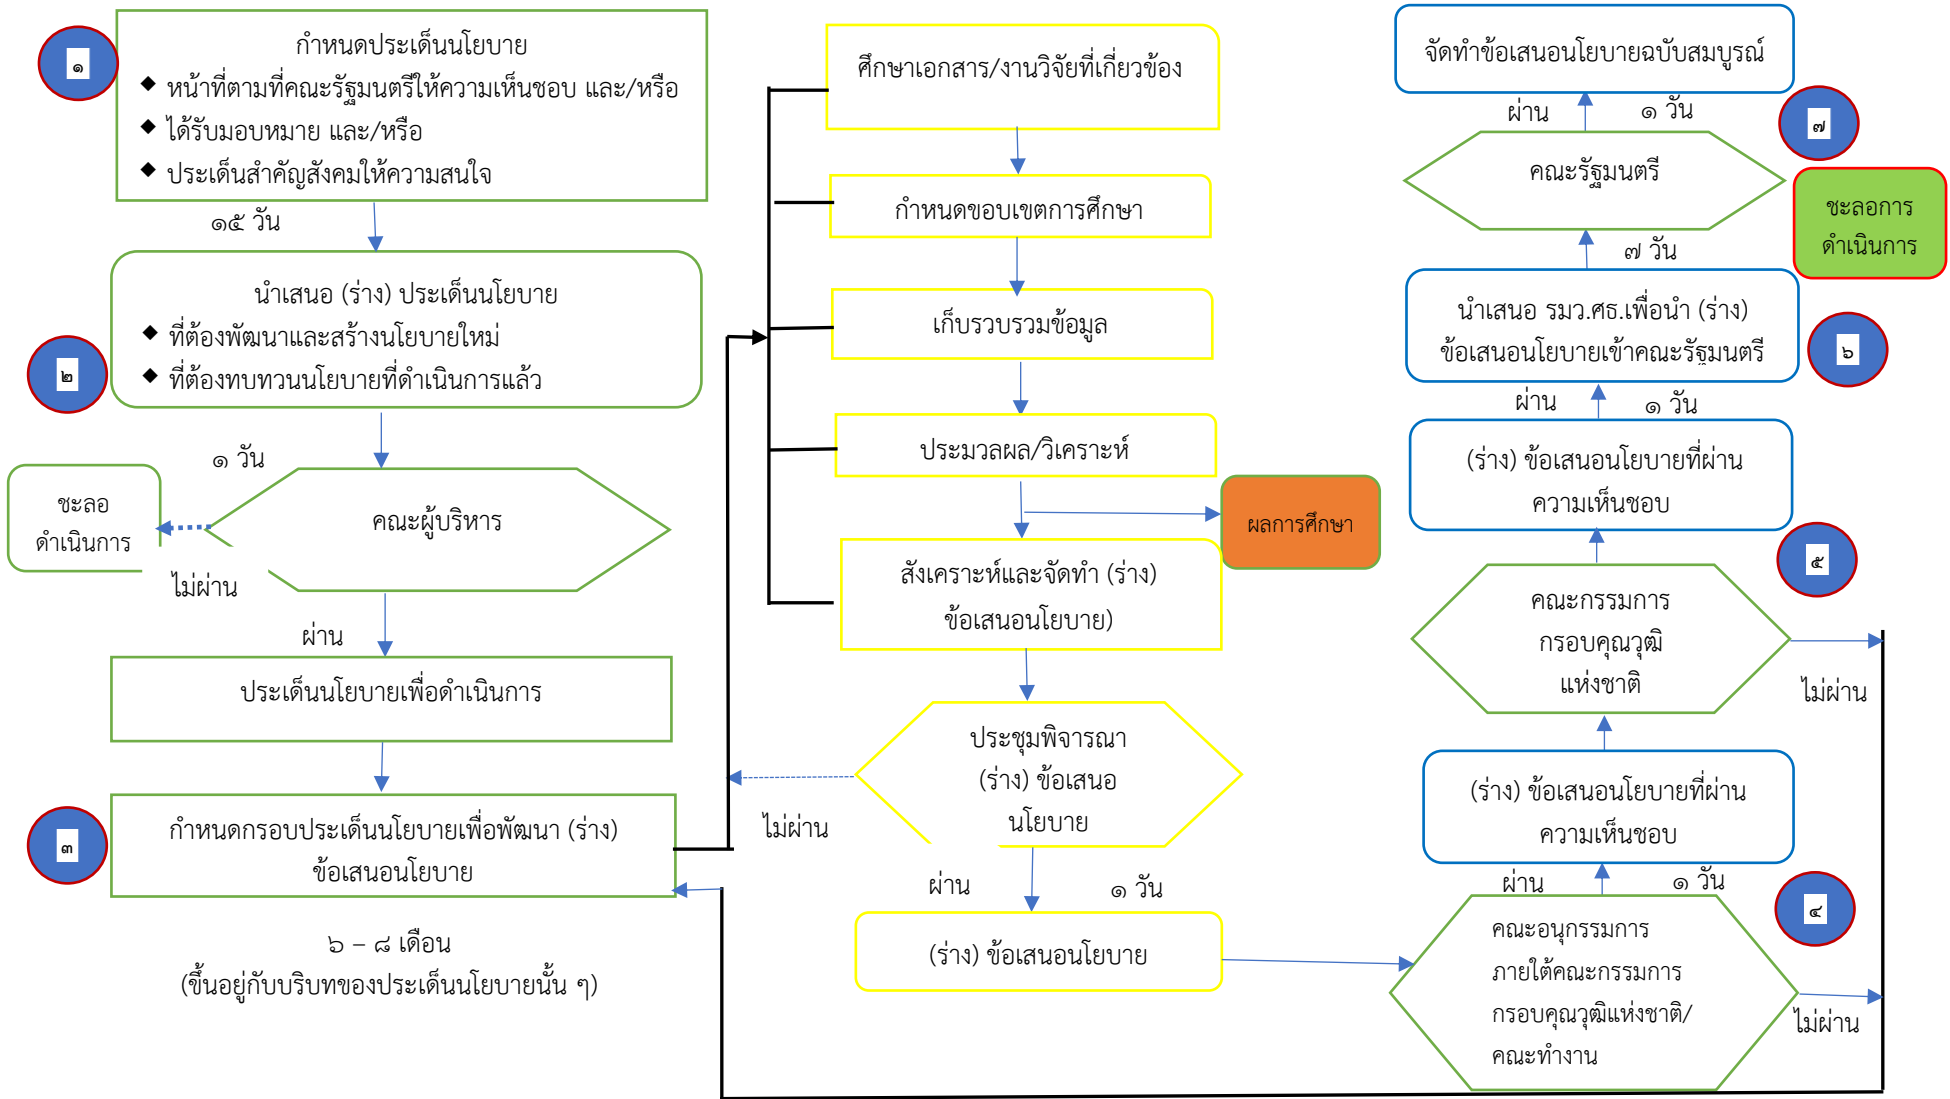 ๑
กำหนดประเด็นนโยบาย
◆ หน้าที่ตามที่คณะรัฐมนตรีให้ความเห็นชอบ และ/หรือ
◆ ได้รับมอบหมาย และ/หรือ
◆ ประเด็นสำคัญสังคมให้ความสนใจ
๑๕ วัน
๒
นำเสนอ (ร่าง) ประเด็นนโยบาย
◆ ที่ต้องพัฒนาและสร้างนโยบายใหม่
◆ ที่ต้องทบทวนนโยบายที่ดำเนินการแล้ว
๑ วัน
คณะผู้บริหาร
ชะลอ
ดำเนินการ
ไม่ผ่าน
ผ่าน
ประเด็นนโยบายเพื่อดำเนินการ
๓
กำหนดกรอบประเด็นนโยบายเพื่อพัฒนา (ร่าง)
ข้อเสนอนโยบาย
๖ – ๘ เดือน
(ขึ้นอยู่กับบริบทของประเด็นนโยบายนั้น ๆ)
ศึกษาเอกสาร/งานวิจัยที่เกี่ยวข้อง
กำหนดขอบเขตการศึกษา
เก็บรวบรวมข้อมูล
ประมวลผล/วิเคราะห์
ผลการศึกษา
สังเคราะห์และจัดทำ (ร่าง)
ข้อเสนอนโยบาย)
ประชุมพิจารณา
(ร่าง) ข้อเสนอ
นโยบาย
ไม่ผ่าน
ผ่าน
๑ วัน
(ร่าง) ข้อเสนอนโยบาย
๔
คณะอนุกรรมการ
ภายใต้คณะกรรมการ
กรอบคุณวุฒิแห่งชาติ/
คณะทำงาน
ไม่ผ่าน
ผ่าน
๑ วัน
(ร่าง) ข้อเสนอนโยบายที่ผ่าน
ความเห็นชอบ
๕
คณะกรรมการ
กรอบคุณวุฒิ
แห่งชาติ
ไม่ผ่าน
(ร่าง) ข้อเสนอนโยบายที่ผ่าน
ความเห็นชอบ
ผ่าน
๑ วัน
๖
นำเสนอ รมว.ศธ.เพื่อนำ (ร่าง)
ข้อเสนอนโยบายเข้าคณะรัฐมนตรี
๗ วัน
๗
คณะรัฐมนตรี
ชะลอการ
ดำเนินการ
ผ่าน
๑ วัน
จัดทำข้อเสนอนโยบายฉบับสมบูรณ์